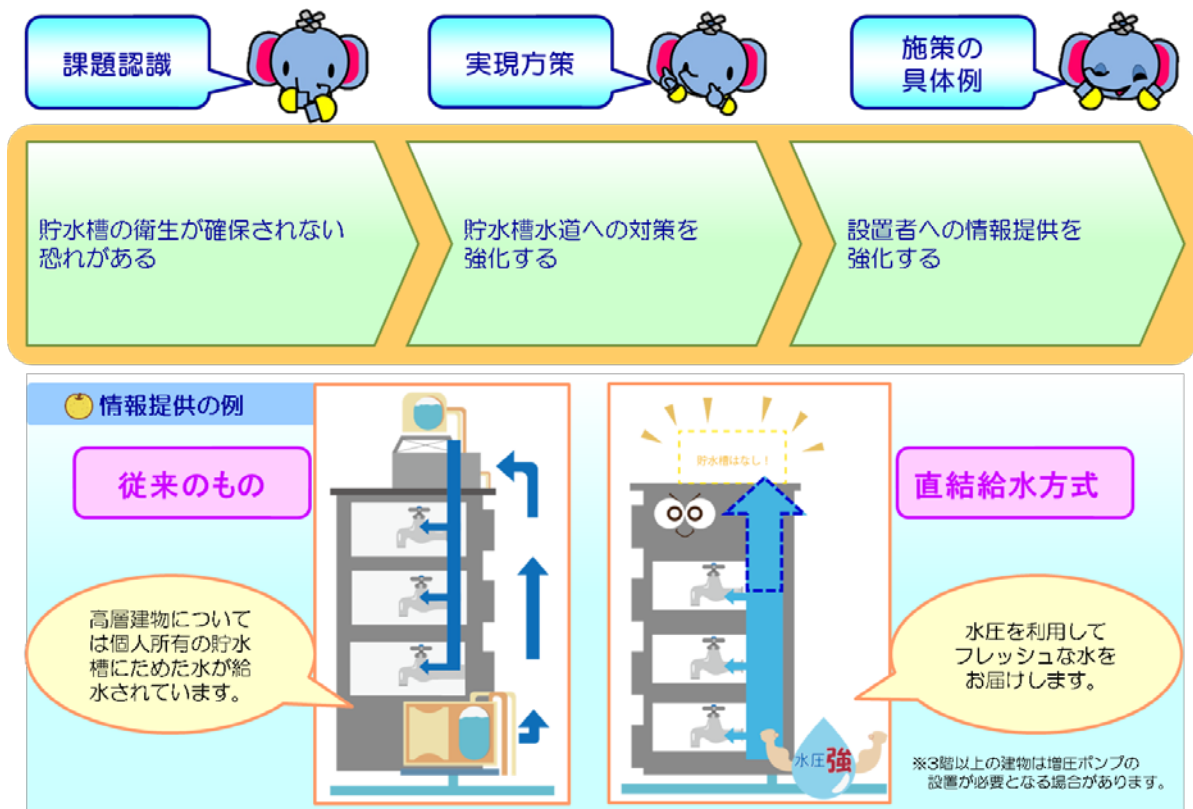 課題認識
実現方策
施策の
具体例
貯水槽の衛生が確保されない
恐れがある
貯水槽水道への対策を
強化する
設置者への情報提供を
強化する
情報提供の例
従来のもの
高層建物につい­て
は個人所有の貯水
槽にためた水が給
水されています。
貯水槽はなし!
直結給水方式
水圧を利用して
フレッシュな水を
お届けします。
水圧強
※3階以上の建物は増圧ポンプの
設置が必要となる場合があります。